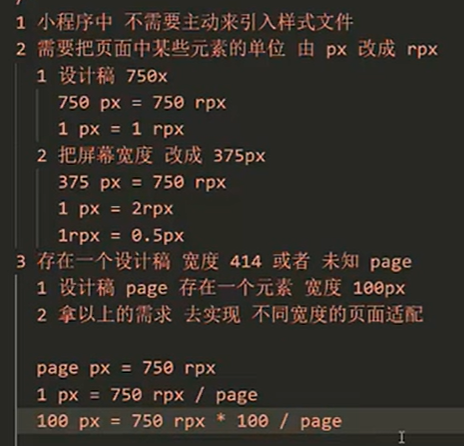 1 小程序中 不需要主动来引入样式文件
2 需要把页面中某些元素的单位 由 px 改成 rpx
1 设计稿 750x
750 px = 750 rpx
1 px = 1 rpx
2 把屏幕宽度 改成 375px
375 px = 750 rpx
1 px = 2rpx
1rpx = 0.5px
3 存在一个设计稿 宽度 414 或者 未知 page
1 设计稿 page 存在一个元素 宽度 100px
2 拿以上的需求 去实现 不同宽度的页面适配
page px = 750 rpx
1 px = 750 rpx / page
100 px = 750 rpx * 100 / page